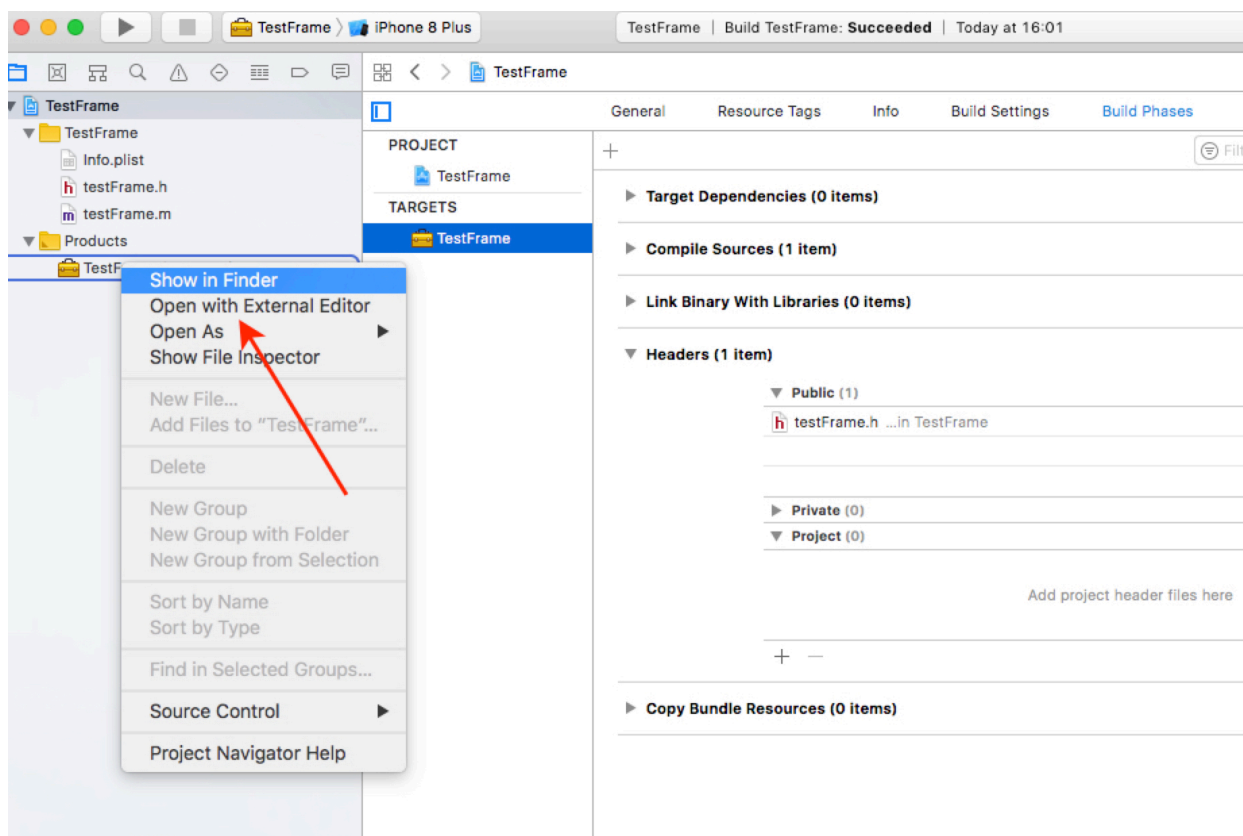 TestFrame iPhone 8 Plus TestFrame | Build TestFrame: Succeeded | Today at 16:01
TestFrame
TestFrame
General Resource Tags Info Build Settings Build Phases
TestFrame
Info.plist
testFrame.h
testFrame.m
Products
TestF
PROJECT
TestFrame
TARGETS
TestFrame
Show in Finder
Open with External Editor
Open As
Show File Inspector
New File...
Add Files to “TestFrame”...
Delete
New Group
New Group with Folder
New Group from Selection
Sort by Name
Sort by Type
Find in Selected Groups...
Source Control
Project Navigator Help
Filt
Target Dependencies (0 items)
Compile Sources (1 item)
Link Binary With Libraries (0 items)
Headers (1 item)
Public (1)
h testFrame.h ...in TestFrame
Private (0)
Project (0)
Add project header files here
Copy Bundle Resources (0 items)